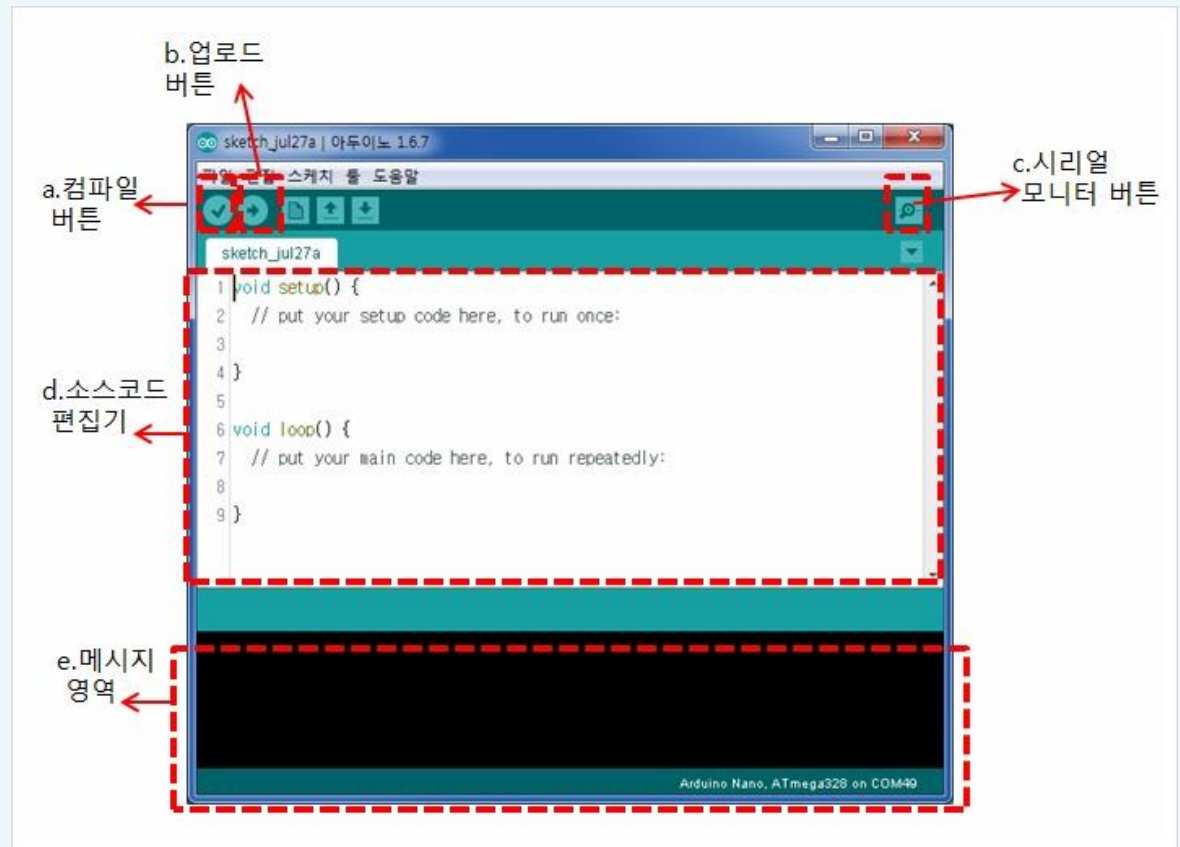 b.업로드
버튼
sketch_jul27a | 아두이노 1.6.7
파일 편집 스케치 툴 도움말
a.컴파일
버튼
c.시리얼
모니터 버튼
sketch_jul27a
1 void setup() {
2 // put your setup code here, to run once:
3
4 }
5
6 void loop() {
7 // put your main code here, to run repeatedly:
8
9 }
d.소스코드
편집기
e.메시지
영역
Arduino Nano, ATmega328 on COM49